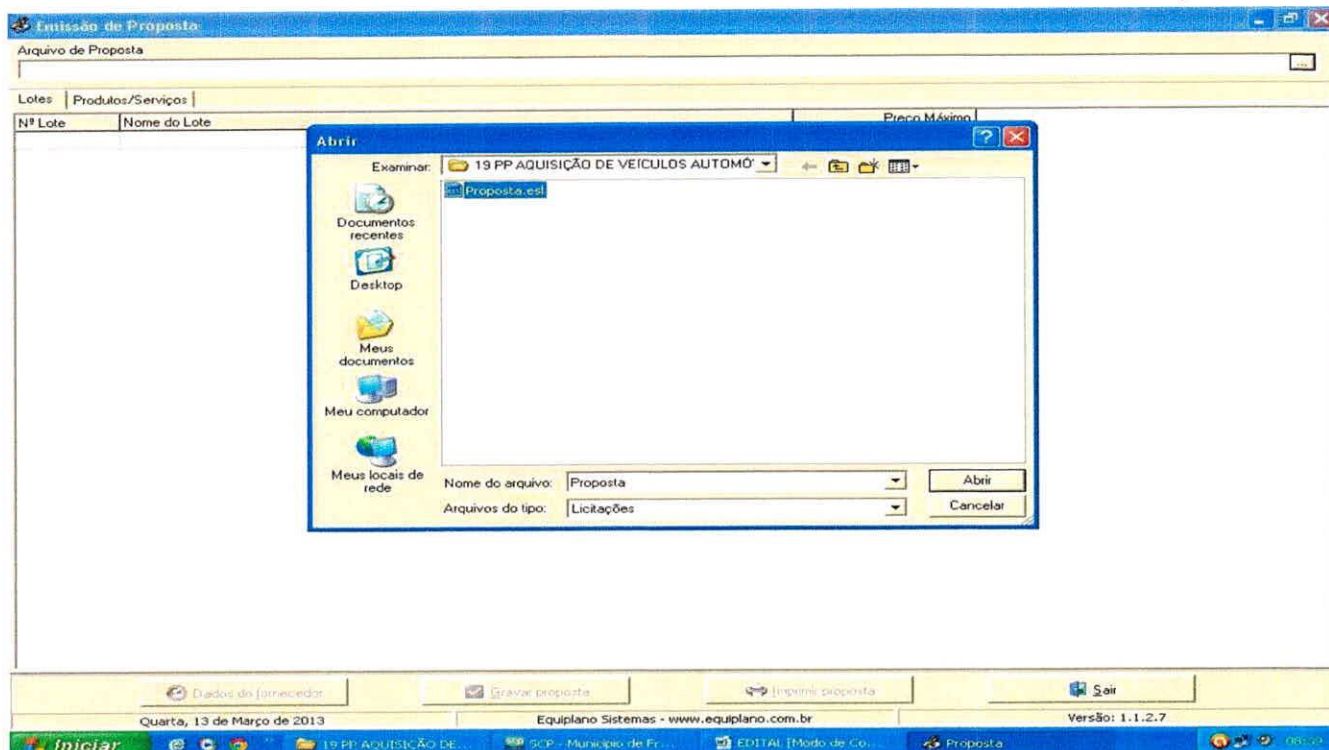 Emissão de Proposta
Arquivo de Proposta
...
Lotes
Produtos/Serviços
Nº Lote
Nome do Lote
Preço Máximo
Abrir
Examinar:
19 PP AQUISIÇÃO DE VEÍCULOS AUTOMÓ
Proposta.esl
Documentos recentes
Desktop
Meus documentos
Meu computador
Meus locais de rede
Nome do arquivo:
Proposta
Abrir
Arquivos do tipo:
Licitações
Cancelar
Dados do fornecedor
Gravar proposta
Imprimir proposta
Sair
Quarta, 13 de Março de 2013
Equiplano Sistemas - www.equiplano.com.br
Versão: 1.1.2.7
Iniciar
19 PP AQUISIÇÃO DE...
SCP - Município de Fr...
EDITAL [Modo de Co...
Proposta